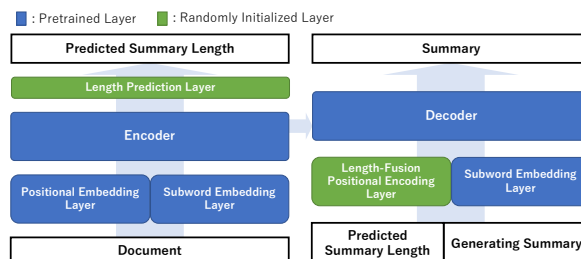 : Pretrained Layer : Randomly Initialized Layer
Predicted Summary Length
Length Prediction Layer
Encoder
Positional Embedding
Layer
Subword Embedding
Layer
Document
Summary
Decoder
Length-Fusion
Positional Encoding
Layer
Subword Embedding
Layer
Predicted
Summary Length
Generating Summary